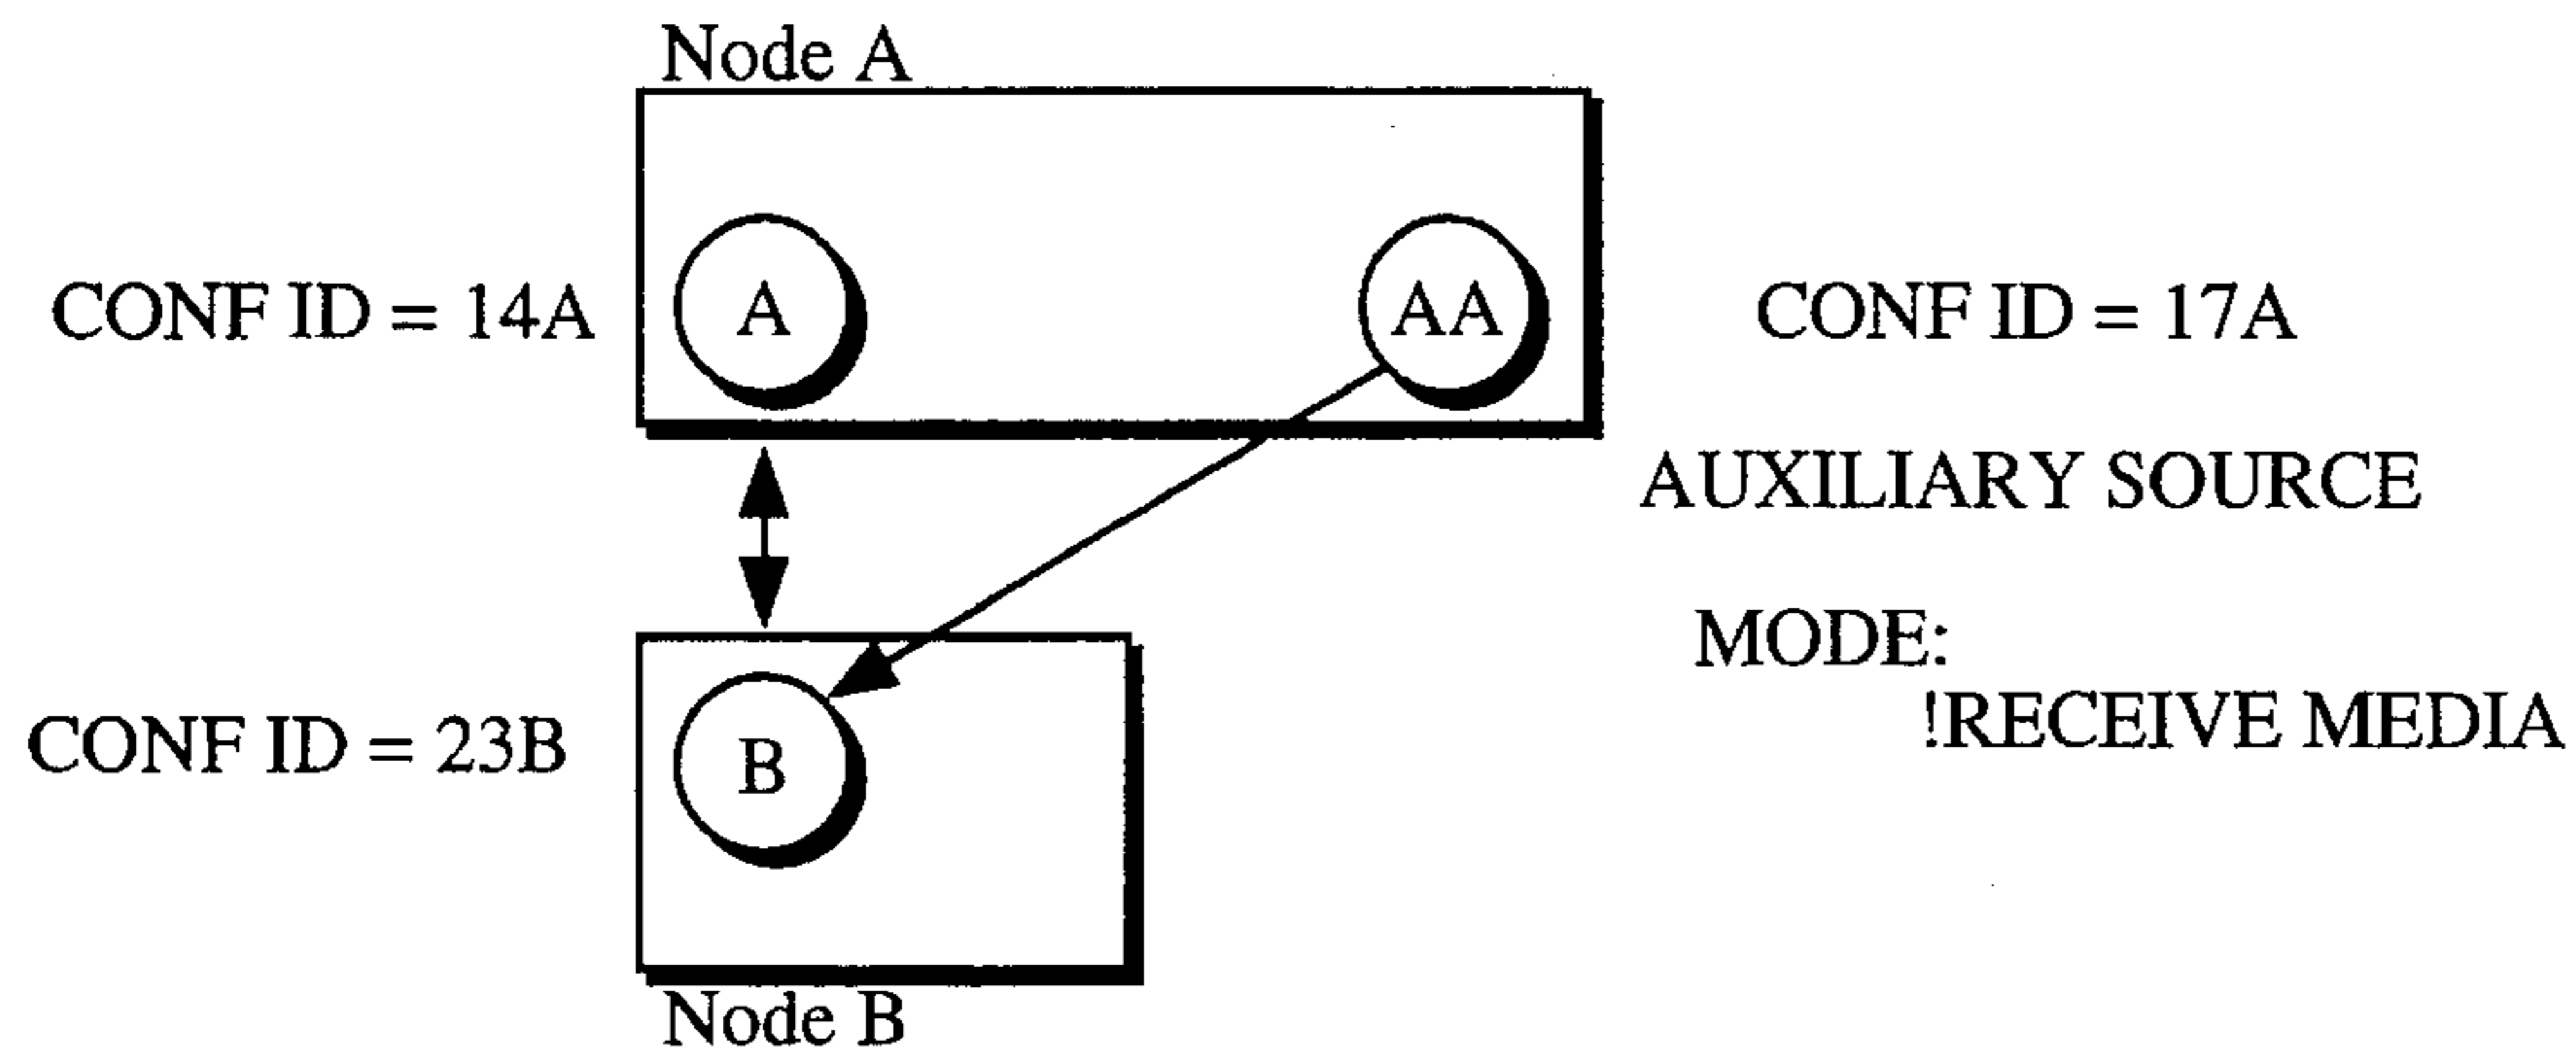 Node A
A
AA
CONF ID = 14A
CONF ID = 17A
AUXILIARY SOURCE
MODE:
!RECEIVE MEDIA
B
CONF ID = 23B
Node B